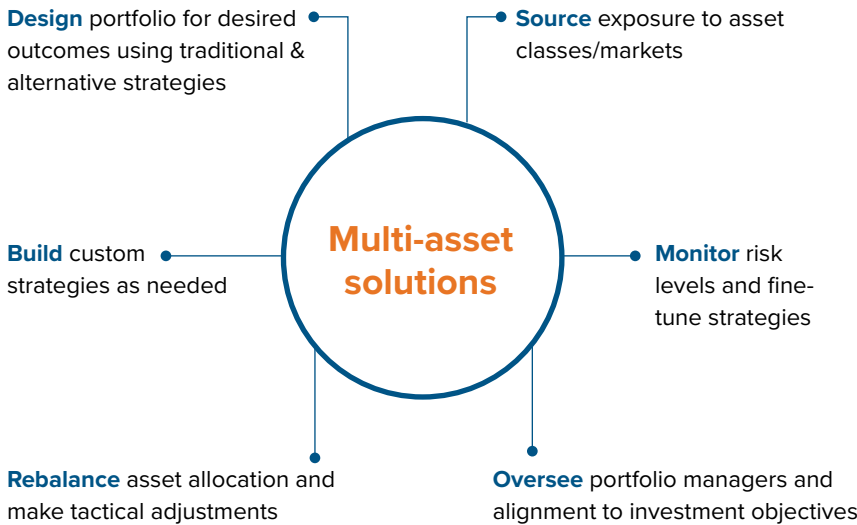 Design portfolio for desired
outcomes using traditional &
alternative strategies
Source exposure to asset
classes/markets
Multi-asset
solutions
Build custom
strategies as needed
Monitor risk
levels and fine-
tune strategies
Rebalance asset allocation and
make tactical adjustments
Oversee portfolio managers and
alignment to investment objectives